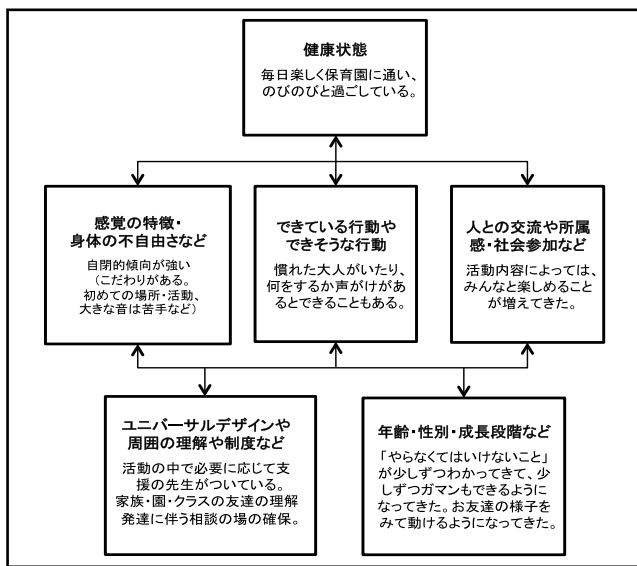 健康状態
毎日楽しく保育園に通い、
のびのびと過ごしている。
感覚の特徴・
身体の不自由さなど
自閉的傾向が強い
（こだわりがある。
初めての場所・活動、
大きな音は苦手など）
できている行動や
できそうな行動
慣れた大人がいたり、
何をするか声がけがあ
るとできることもある。
人との交流や所属
感・社会参加など
活動内容によっては、
みんなと楽しめること
が増えてきた。
ユニバーサルデザインや
周囲の理解や制度など
活動の中で必要に応じて支
援の先生がついている。
家族・園・クラスの友達の理解
発達に伴う相談の場の確保。
年齢・性別・成長段階など
「やらなくてはいけないこと」
が少しずつわかってきて、少
しずつガマンもできるように
なってきた。お友達の様子を
みて動けるようになってきた。